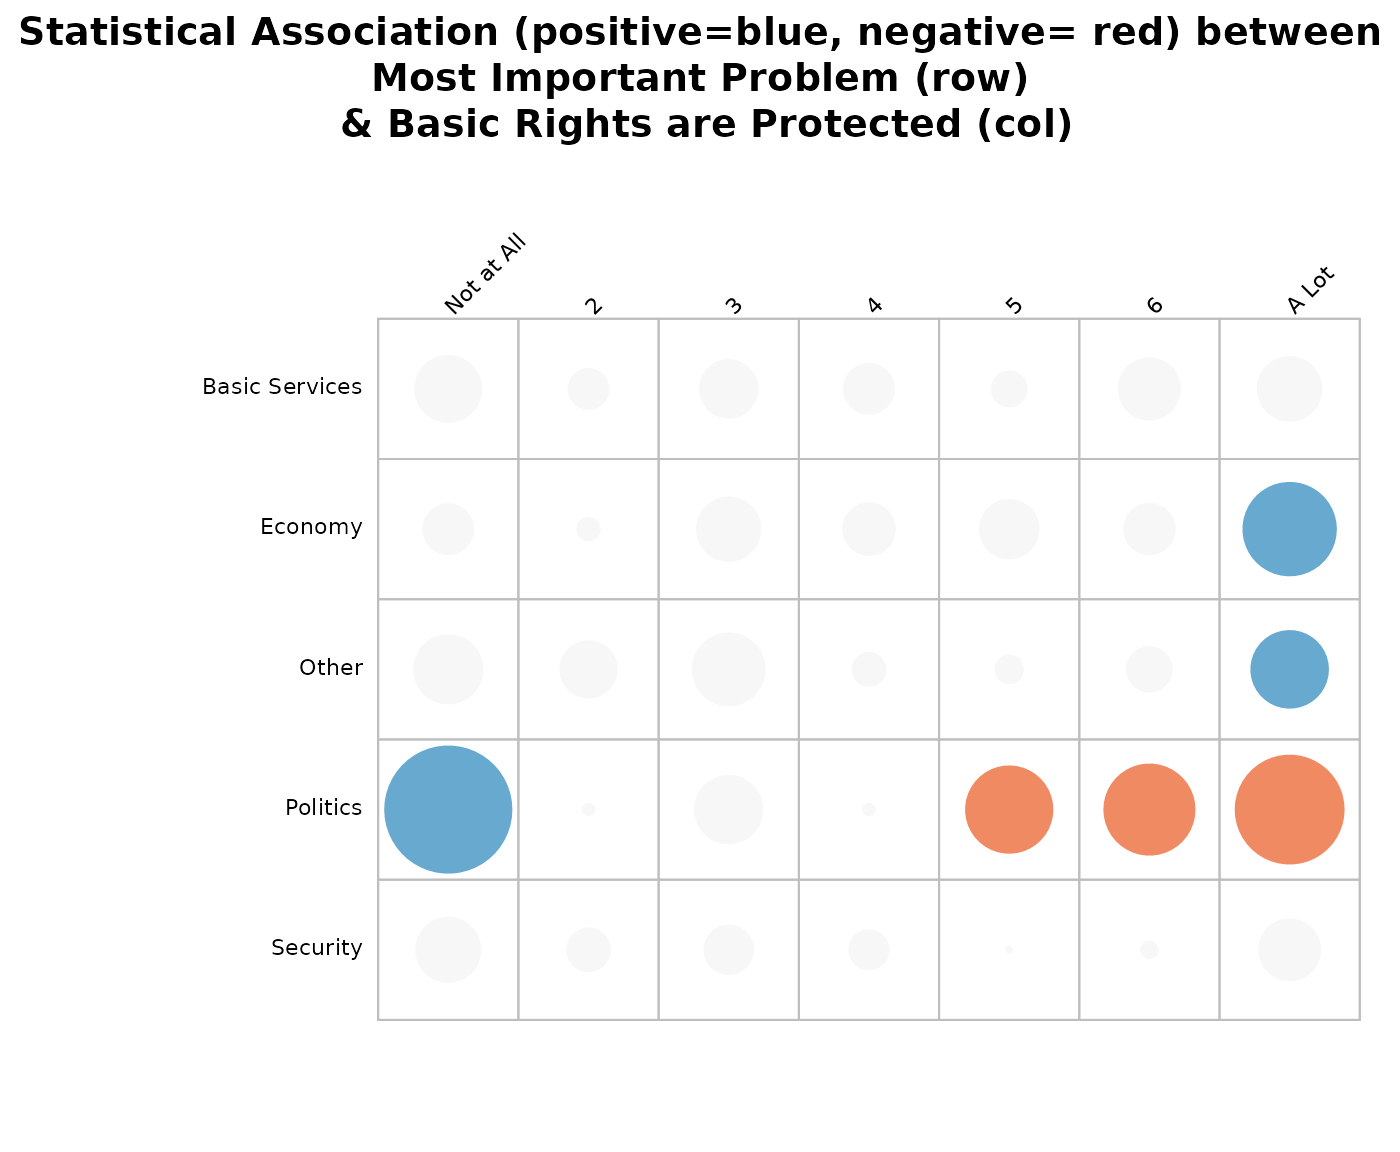 Statistical Association (positive=blue, negative= red) between
Most Important Problem (row)
& Basic Rights are Protected (col)
Not at All
2
3
4
5
6
A Lot
Basic Services
Economy
Other
Politics
Security